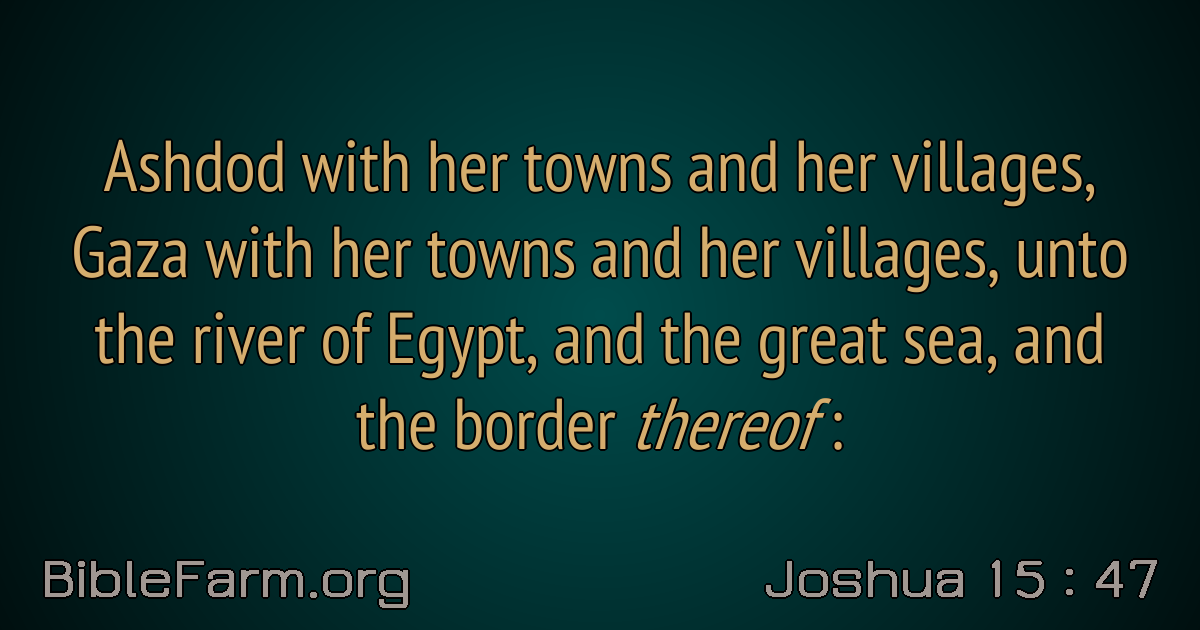 Ashdod with her towns and her villages,
Gaza with her towns and her villages, unto
the river of Egypt, and the great sea, and
the border thereof :
BibleFarm.org
Joshua 15 : 47